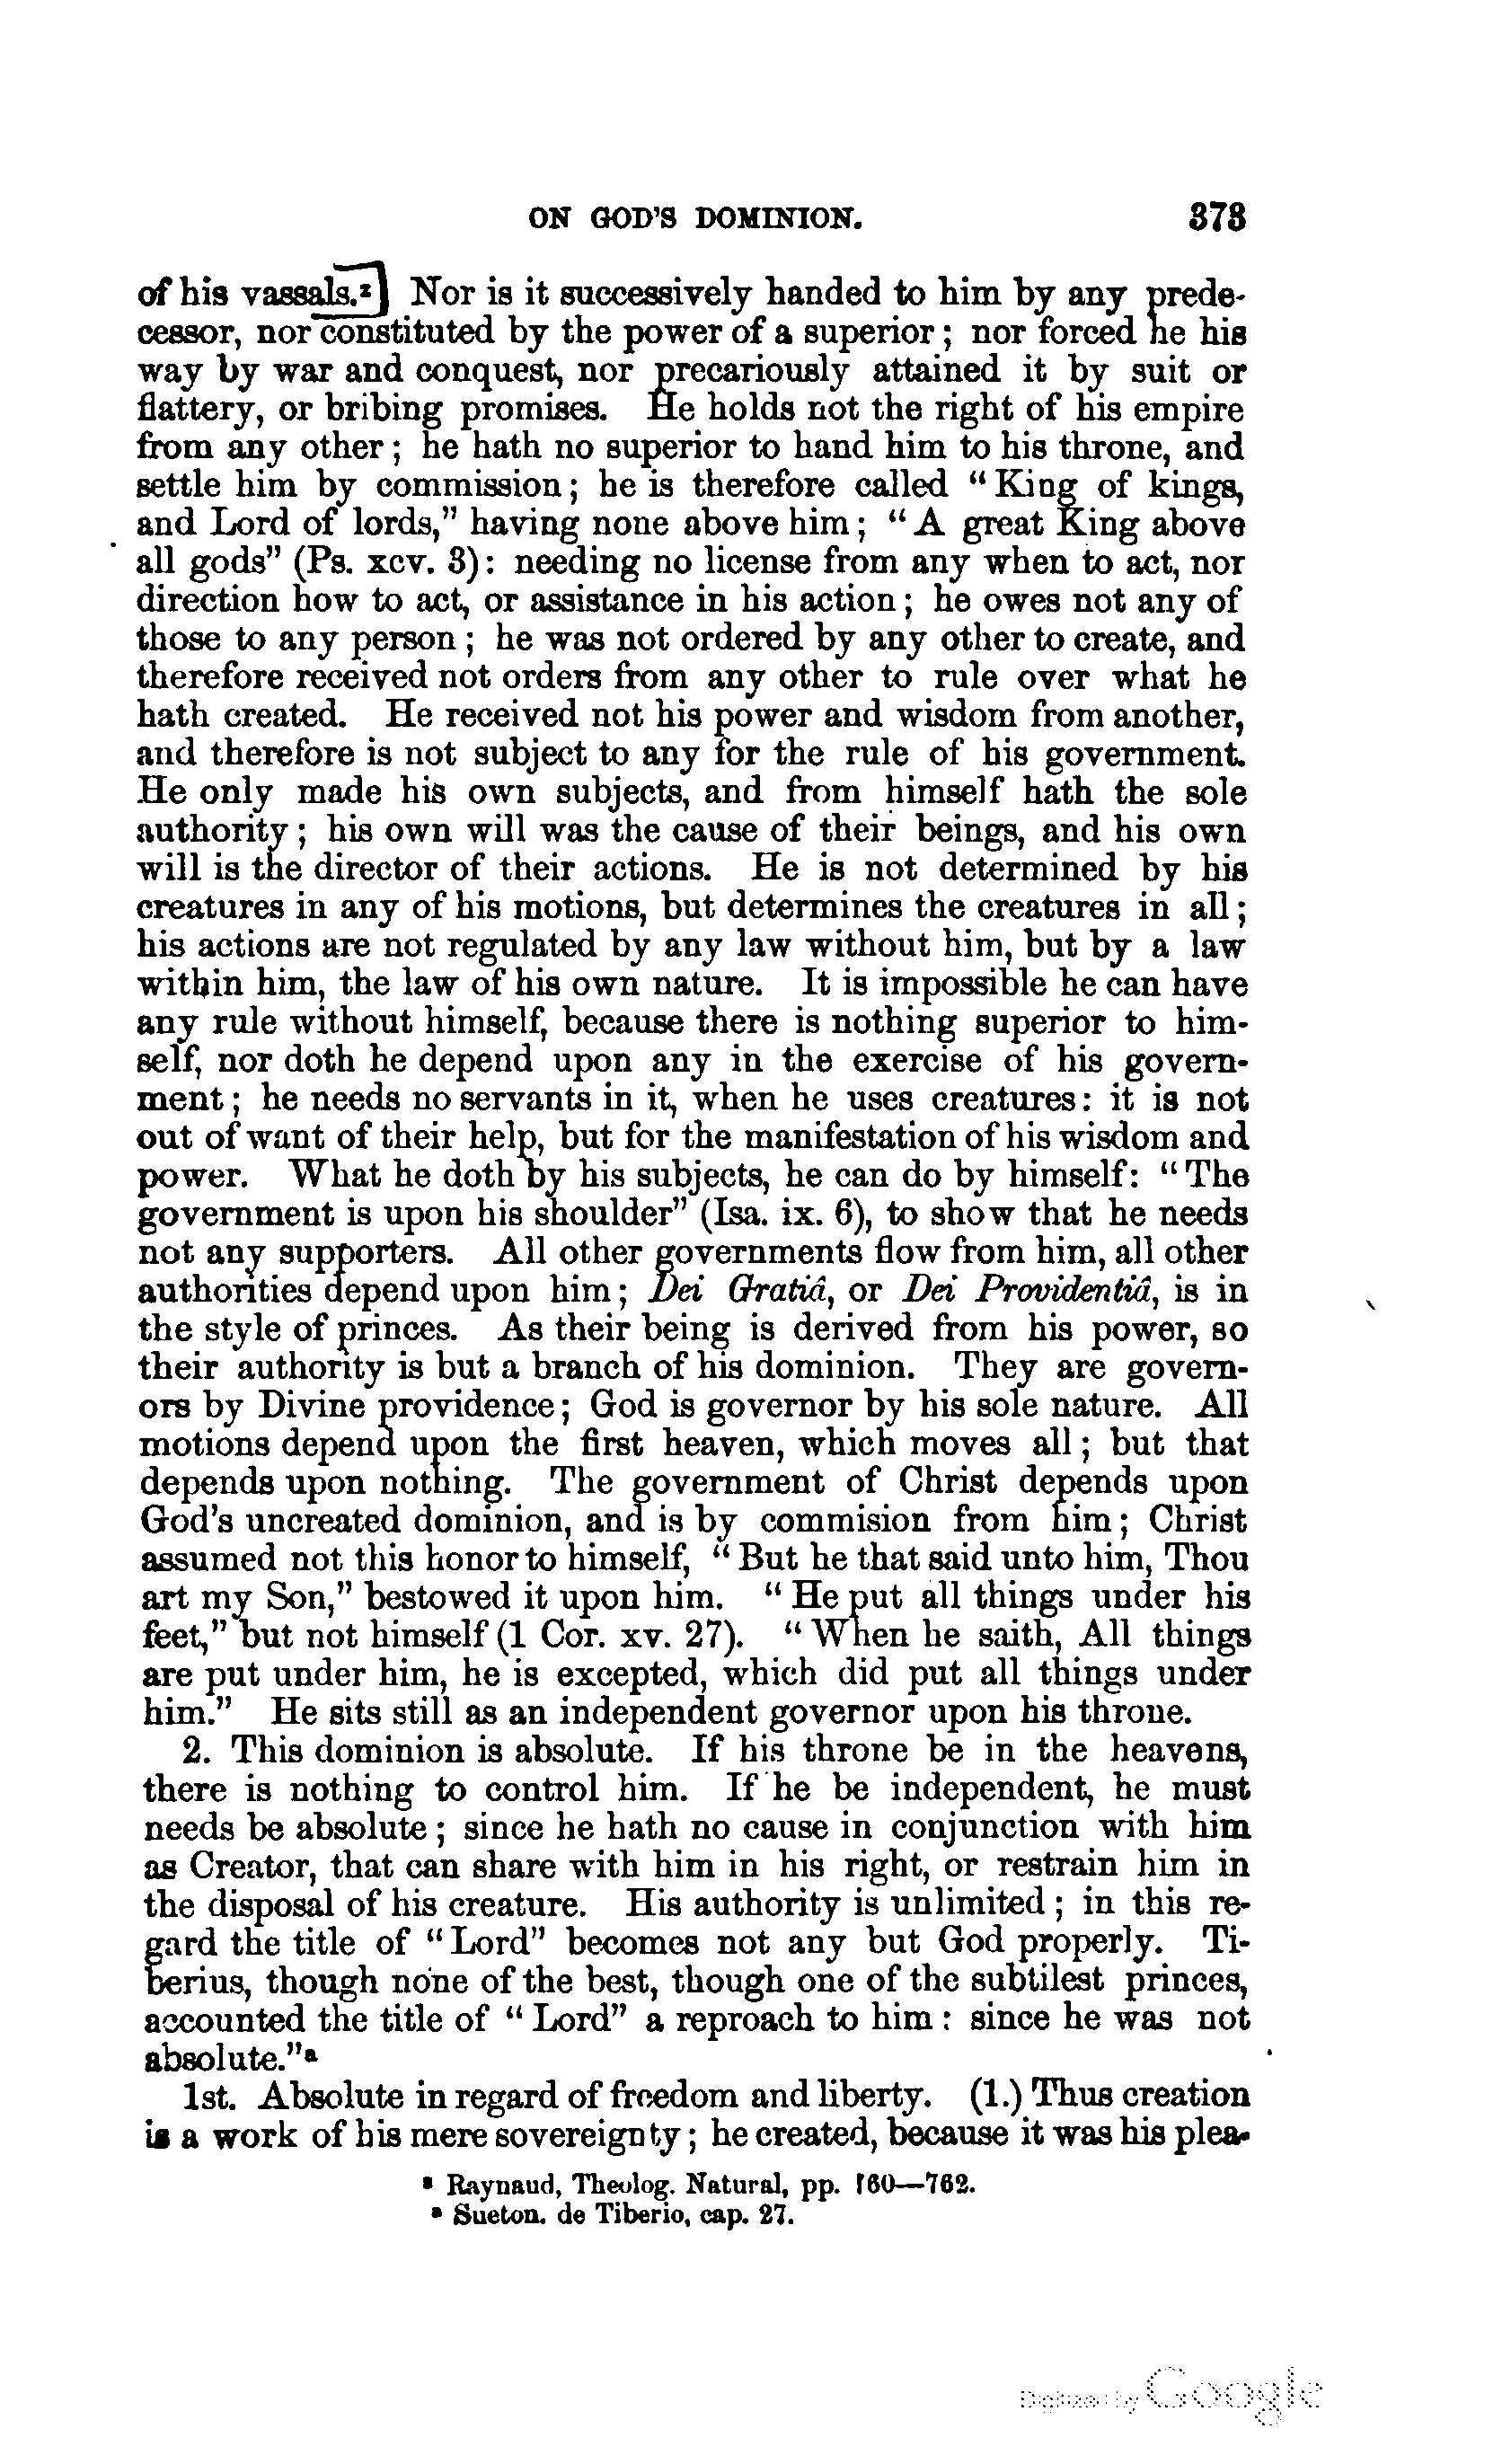 ON GOD'S DOMINION. 373
of his vassals.z] Nor is it successively handed to him by any prede-
cessor, nor constituted by the power of a superior; nor forced he his
way by war and conquest, nor precariously attained it by suit or
flattery, or bribing promises. He holds not the right of his empire
from any other; he hath no superior to hand him to his throne, and
settle him by commission; he is therefore called "King of kings,
and Lord of lords," having none above him; "A great King above
all gods" (Ps. xcv. 3): needing no license from any when to act, nor
direction how to act, or assistance in his action; he owes not any of
those to any person; he was not ordered by any other to create, and
therefore received not orders from any other to rule over what he
hath created. He received not his power and wisdom from another,
and therefore is not subject to any for the rule of his government.
He only made his own subjects, and from himself hath the sole
authority; his own will was the cause of their beings, and his own
will is the director of their actions. He is not determined by his
creatures in any of his motions, but determines the creatures in all;
his actions are not regulated by any law without him, but by a law
within him, the law of his own nature. It is impossible he can have
any rule without himself, because there is nothing superior to him-
self, nor doth he depend upon any in the exercise of his govern-
ment; he needs no servants in it, when he uses creatures: it is not
out of want of their help, but for the manifestation of his wisdom and
power. What he doth by his subjects, he can do by himself: "The
government is upon his shoulder" (Isa. ix. 6), to show that he needs
not any supporters. All other governments flow from him, all other
authorities depend upon him; Dei Gratiâ, or Dei Providentiâ, is in
the style of princes. As their being is derived from his power, so
their authority is but a branch of his dominion. They are govern-
ors by Divine providence; God is governor by his sole nature. All
motions depend upon the first heaven, which moves all; but that
depends upon nothing. The government of Christ depends upon
God's uncreated dominion, and is by commision from him; Christ
assumed not this honor to himself, "But he that said unto him, Thou
art my Son," bestowed it upon him. "He put all things under his
feet," but not himself (1 Cor. xv. 27). "When he saith, All things
are put under him, he is excepted, which did put all things under
him." He sits still as an independent governor upon his throne.
2. This dominion is absolute. If his throne be in the heavens,
there is nothing to control him. If he be independent, he must
needs be absolute; since he hath no cause in conjunction with him
as Creator, that can share with him in his right, or restrain him in
the disposal of his creature. His authority is unlimited; in this re-
gard the title of "Lord" becomes not any but God properly. Ti-
berius, though none of the best, though one of the subtilest princes,
accounted the title of "Lord" a reproach to him: since he was not
absolute."a
1st. Absolute in regard of freedom and liberty. (1.) Thus creation
is a work of his mere sovereignty; he created, because it was his plea-
z Raynaud, Theolog. Natural, pp. 760—762.
a Sueton. de Tiberio, cap. 27.
Digitized by Google